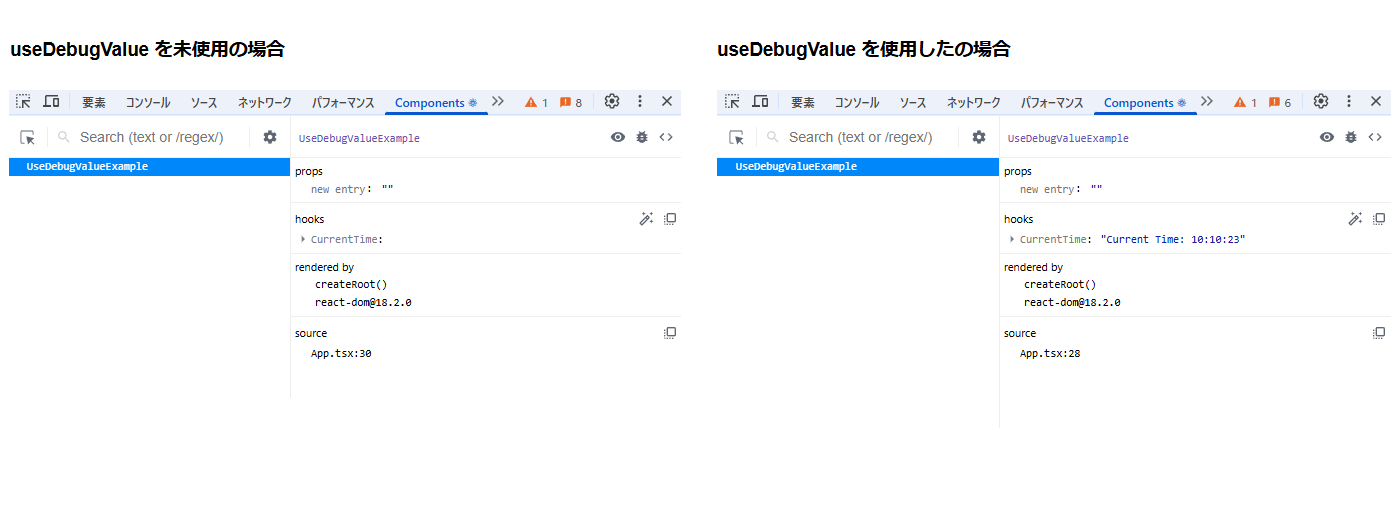 useDebugValue を未使用の場合
要素 コンソール ソース ネットワーク パフォーマンス Components 1 8
Search (text or /regex/)
UseDebugValueExample
UseDebugValueExample
props
new entry: ""
hooks
CurrentTime:
rendered by
createRoot()
react-dom@18.2.0
source
App.tsx:30
useDebugValue を使用したの場合
要素 コンソール ソース ネットワーク パフォーマンス Components 1 6
Search (text or /regex/)
UseDebugValueExample
UseDebugValueExample
props
new entry: ""
hooks
CurrentTime: "Current Time: 10:10:23"
rendered by
createRoot()
react-dom@18.2.0
source
App.tsx:28